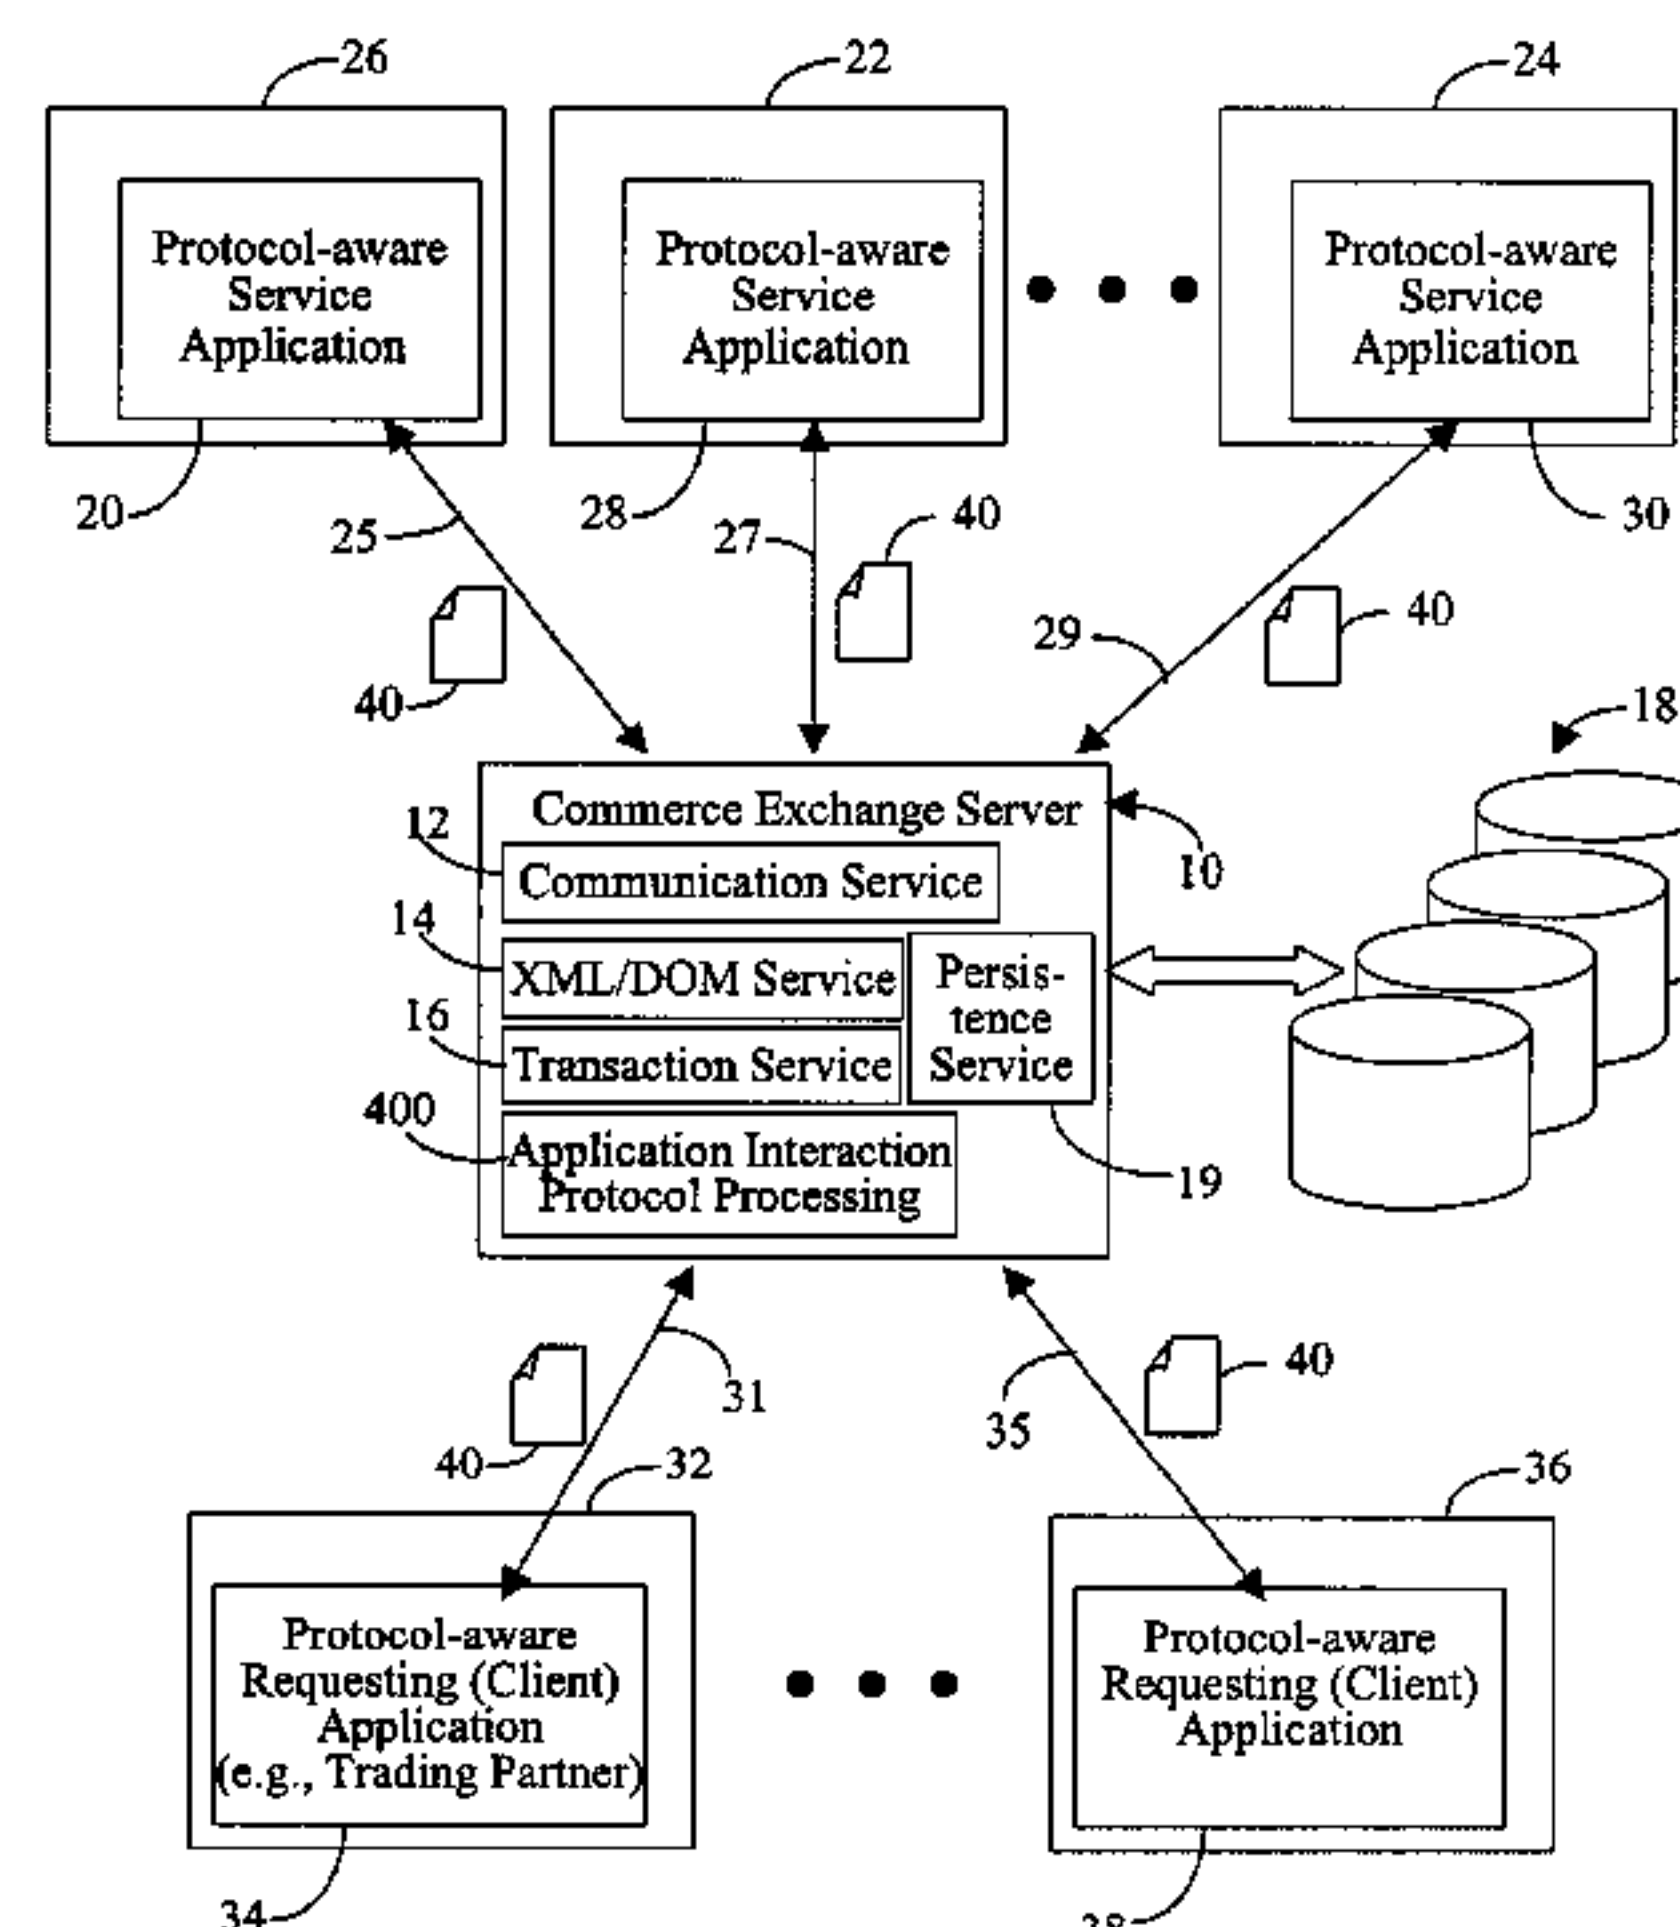 26
22
24
Protocol-aware
Service
Application
Protocol-aware
Service
Application
Protocol-aware
Service
Application
20
25
28
27
40
30
40
29
40
18
Commerce Exchange Server
12
10
Communication Service
14
XML/DOM Service
Persis-
tence
Service
16
Transaction Service
400
Application Interaction
Protocol Processing
19
31
35
40
40
32
36
Protocol-aware
Requesting (Client)
Application
(e.g., Trading Partner)
Protocol-aware
Requesting (Client)
Application
34
38